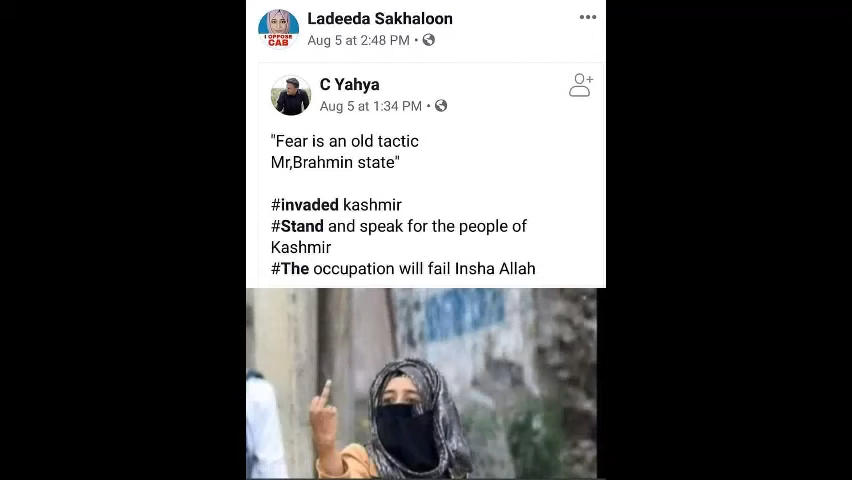 Ladeeda Sakhaloon
Aug 5 at 2:48 PM •
I OPPOSE
CAB
C Yahya
Aug 5 at 1:34 PM •
"Fear is an old tactic
Mr,Brahmin state"
#invaded kashmir
#Stand and speak for the people of
Kashmir
#The occupation will fail Insha Allah